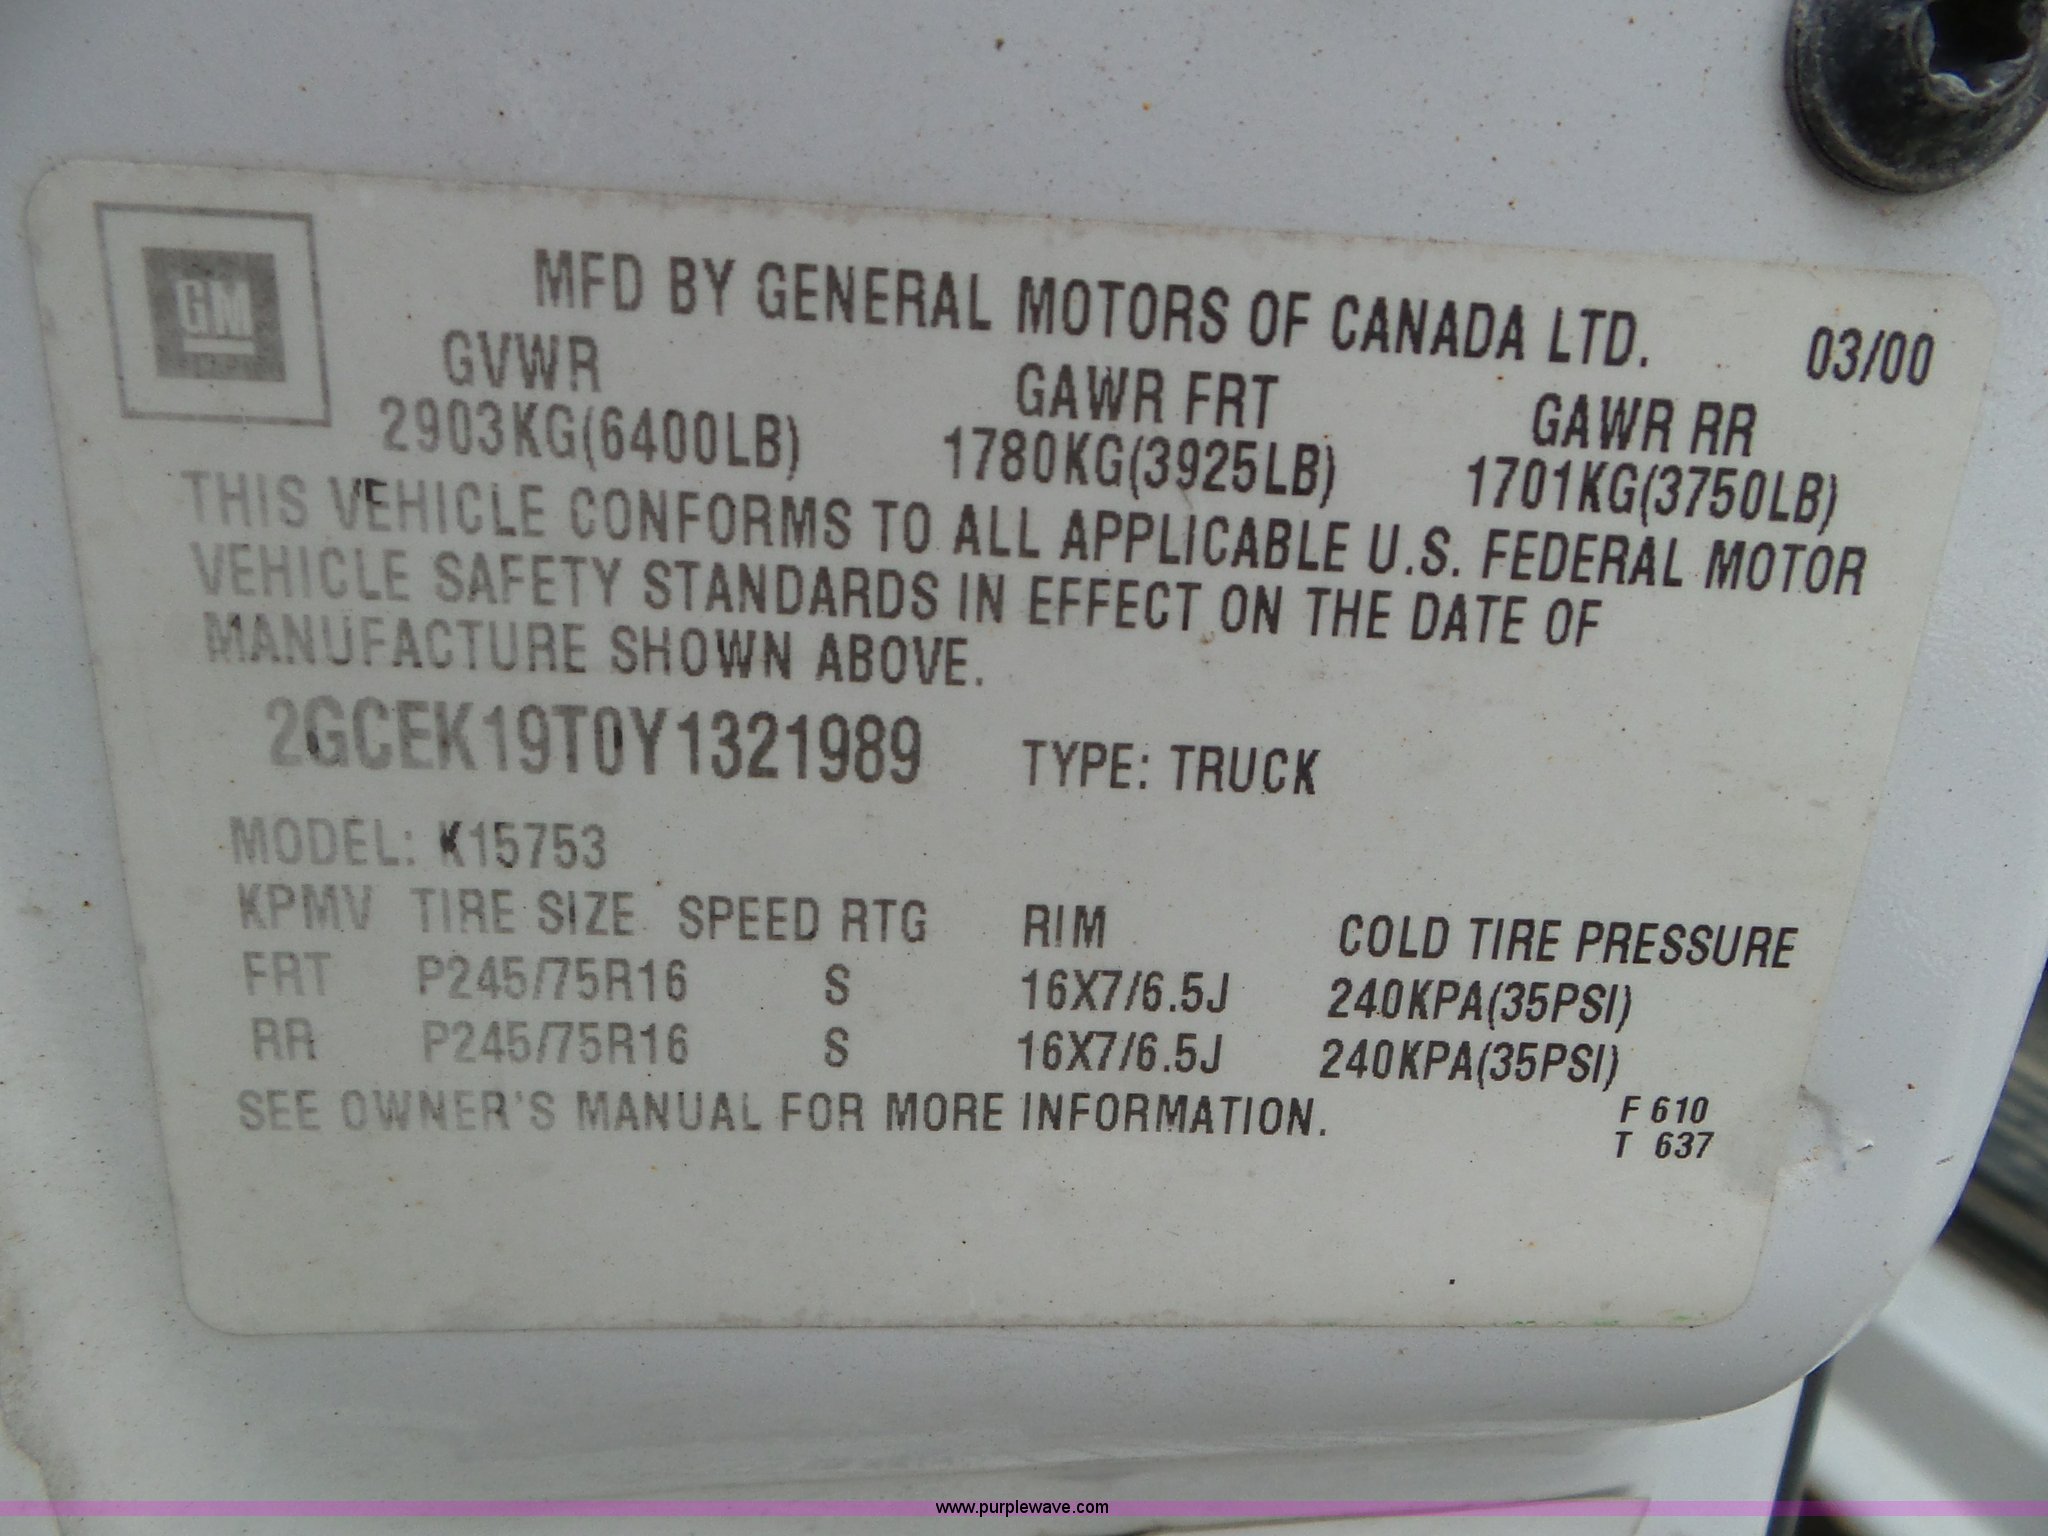 GM
MFD BY GENERAL MOTORS OF CANADA LTD. 03/00
GVWR GAWR FRT GAWR RR
2903KG(6400LB) 1780KG(3925LB) 1701KG(3750LB)
THIS VEHICLE CONFORMS TO ALL APPLICABLE U.S. FEDERAL MOTOR
VEHICLE SAFETY STANDARDS IN EFFECT ON THE DATE OF
MANUFACTURE SHOWN ABOVE.
2GCEK19T0Y1321989 TYPE: TRUCK
MODEL: K15753
KPMV TIRE SIZE SPEED RTG RIM COLD TIRE PRESSURE
FRT P245/75R16 S 16X7/6.5J 240KPA(35PSI)
RR P245/75R16 S 16X7/6.5J 240KPA(35PSI)
SEE OWNER'S MANUAL FOR MORE INFORMATION.
F 610
T 637
www.purplewave.com